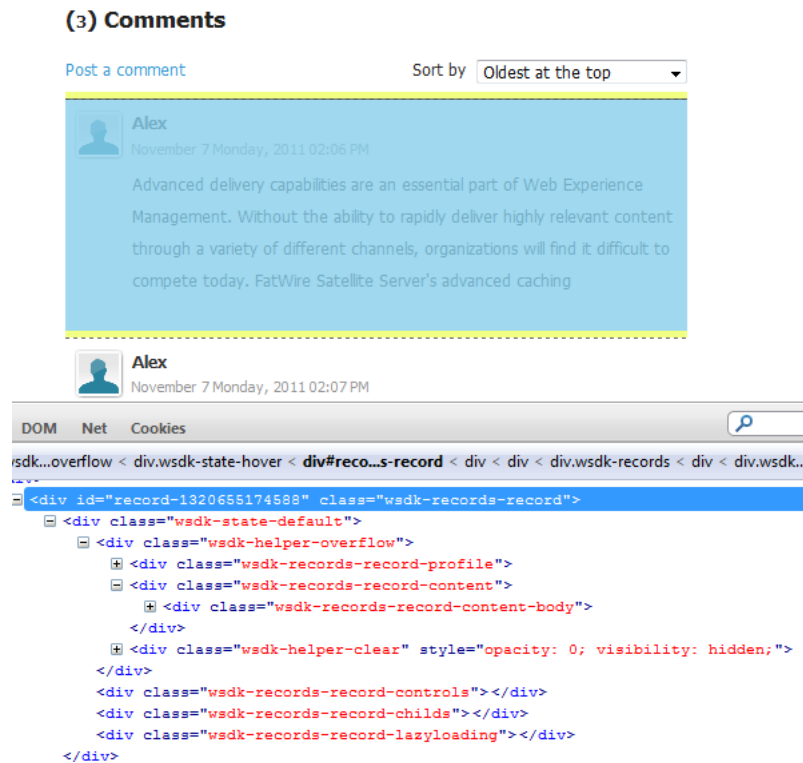 (3) Comments
Post a comment Sort by Oldest at the top
Alex
November 7 Monday, 2011 02:06 PM
Advanced delivery capabilities are an essential part of Web Experience
Management. Without the ability to rapidly deliver highly relevant content
through a variety of different channels, organizations will find it difficult to
compete today. FatWire Satellite Server's advanced caching
Alex
November 7 Monday, 2011 02:07 PM
DOM Net Cookies
sdk...overflow < div.wsdk-state-hover < div#reco...s-record < div < div < div.wsdk-records < div < div.wsdk...
<div id="record-1320655174588" class="wsdk-records-record">
<div class="wsdk-state-default">
<div class="wsdk-helper-overflow">
<div class="wsdk-records-record-profile">
<div class="wsdk-records-record-content">
<div class="wsdk-records-record-content-body">
</div>
<div class="wsdk-helper-clear" style="opacity: 0; visibility: hidden;">
</div>
<div class="wsdk-records-record-controls"></div>
<div class="wsdk-records-record-childs"></div>
<div class="wsdk-records-record-lazyloading"></div>
</div>